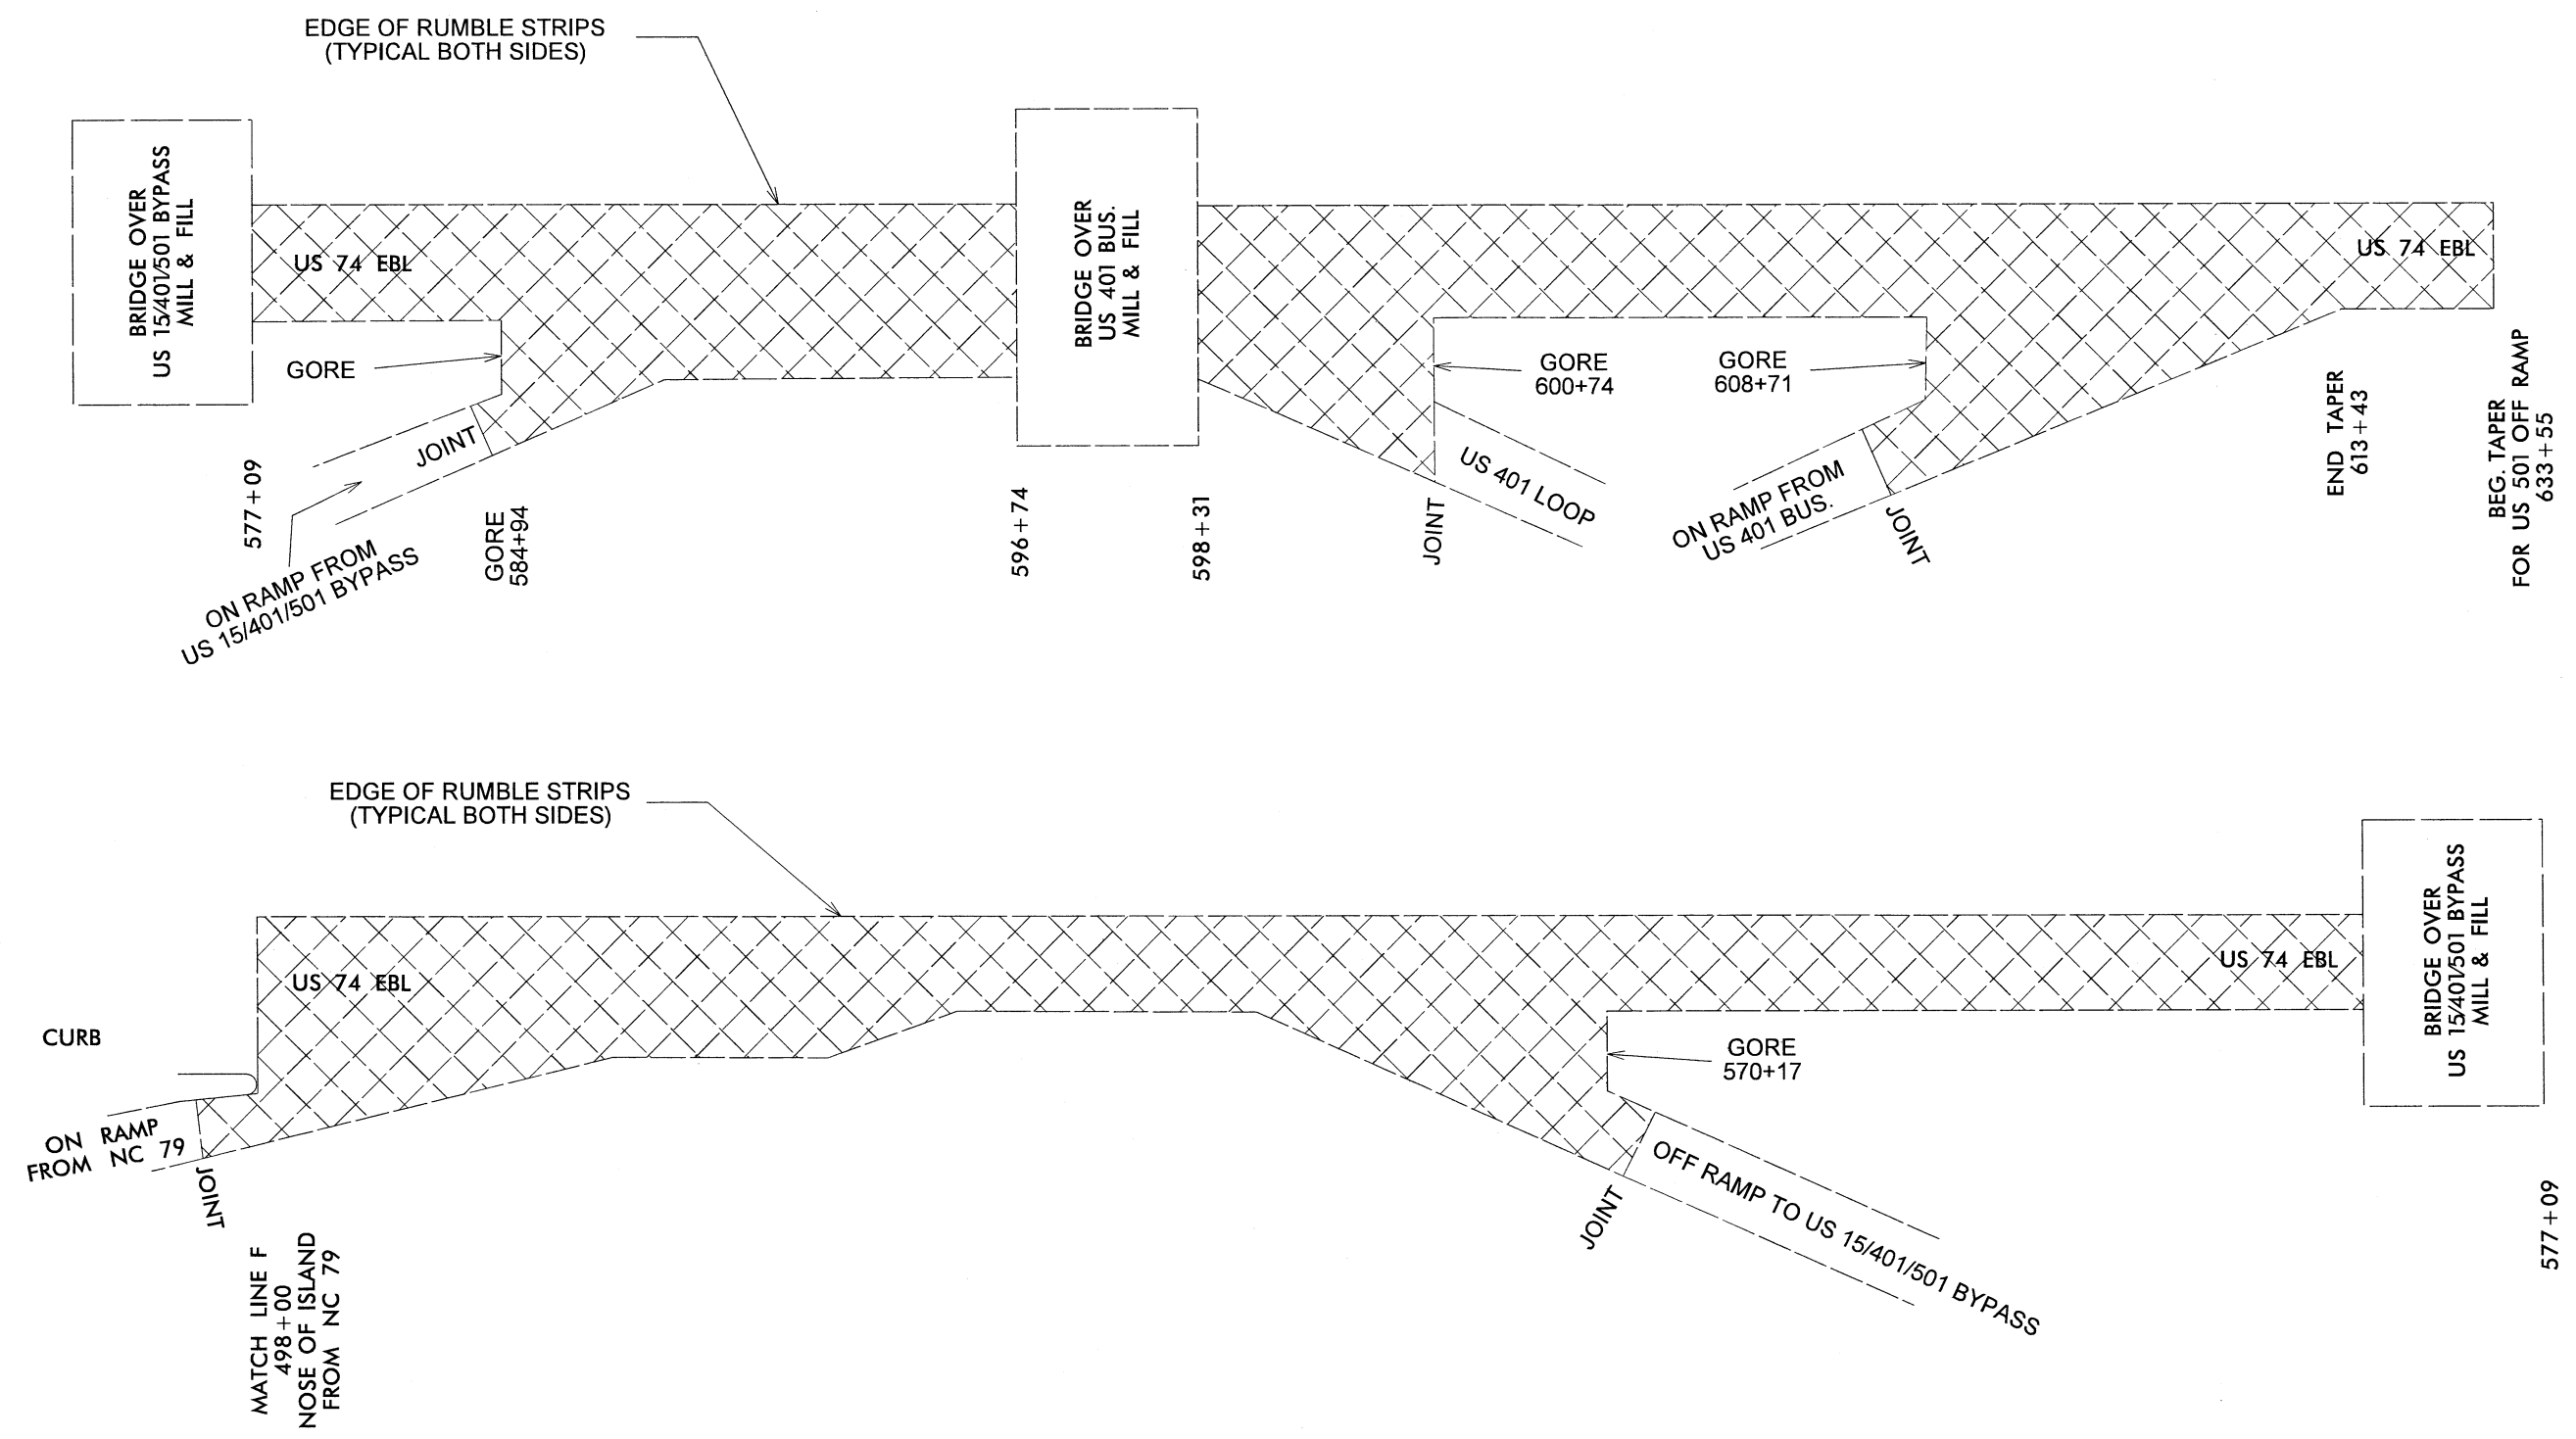 EDGE OF RUMBLE STRIPS
(TYPICAL BOTH SIDES)
BRIDGE OVER
US 15/401/501 BYPASS
MILL & FILL
US 74 EBL
GORE
JOINT
577+09
ON RAMP FROM
US 15/401/501 BYPASS
GORE
584+94
BRIDGE OVER
US 401 BUS.
MILL & FILL
596+74
598+31
GORE
600+74
GORE
608+71
US 401 LOOP
JOINT
ON RAMP FROM
US 401 BUS.
JOINT
US 74 EBL
END TAPER
613+43
BEG. TAPER
FOR US 501 OFF RAMP
633+55
EDGE OF RUMBLE STRIPS
(TYPICAL BOTH SIDES)
US 74 EBL
CURB
ON RAMP
FROM NC 79
JOINT
MATCH LINE F
498+00
NOSE OF ISLAND
FROM NC 79
GORE
570+17
JOINT
OFF RAMP TO US 15/401/501 BYPASS
US 74 EBL
BRIDGE OVER
US 15/401/501 BYPASS
MILL & FILL
577+09